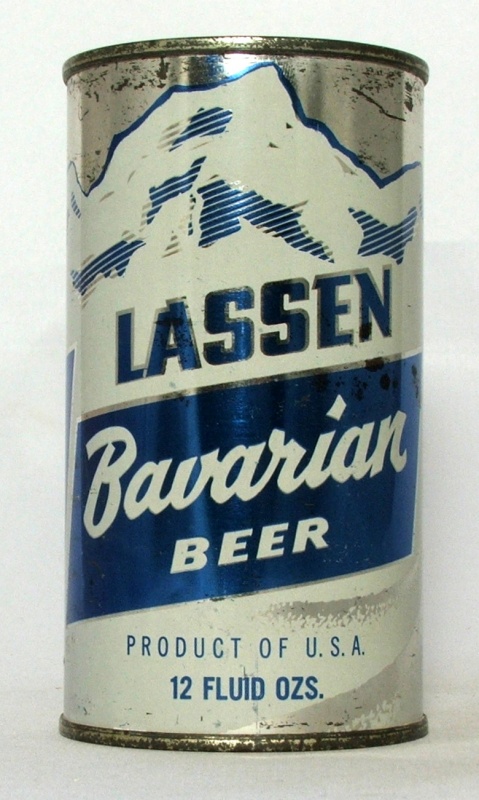 LASSEN
Bavarian
BEER
PRODUCT OF U.S.A.
12 FLUID OZS.